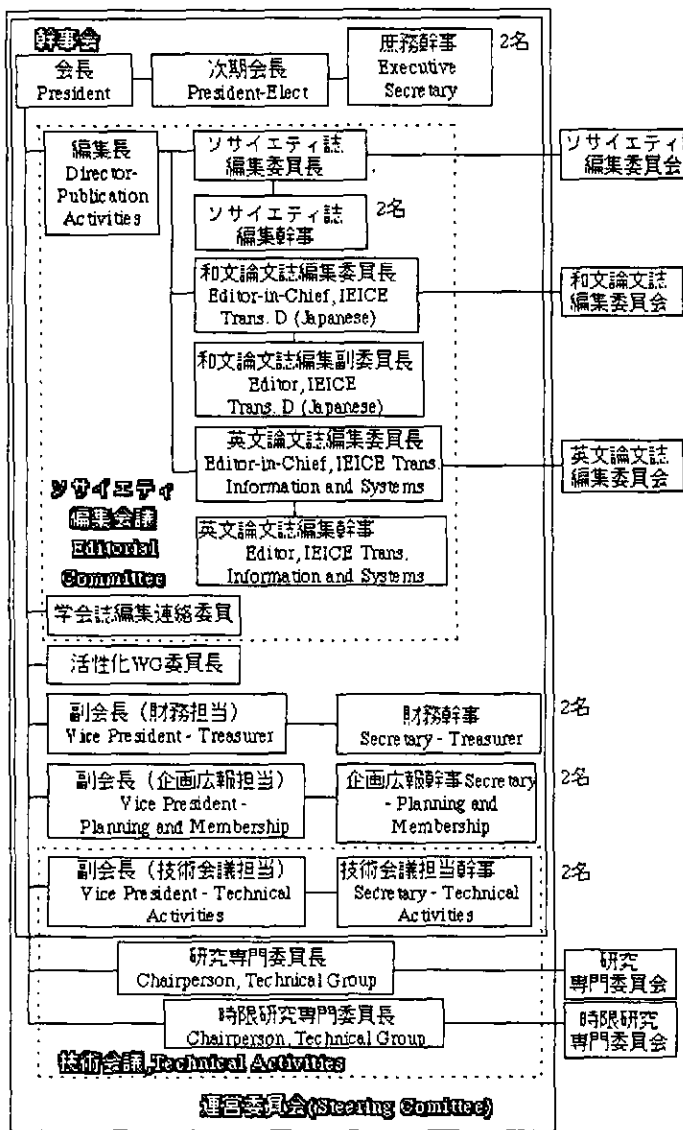 幹事会
会長
President
次期会長
President-Elect
庶務幹事
Executive
Secretary
2名
編集長
Director-
Publication
Activities
ソサイエティ誌
編集委員長
ソサイエティ誌
編集委員会
ソサイエティ誌
編集幹事
2名
和文論文誌編集委員長
Editor-in-Chief, IEICE
Trans. D (Japanese)
和文論文誌
編集委員会
和文論文誌編集副委員長
Editor, IEICE
Trans. D (Japanese)
英文論文誌編集委員長
Editor-in-Chief, IEICE Trans.
Information and Systems
英文論文誌
編集委員会
英文論文誌編集幹事
Editor, IEICE Trans.
Information and Systems
ソサイエティ
編集会議
Editorial
Committee
学会誌編集連絡委員
活性化WG委員長
副会長（財務担当）
Vice President - Treasurer
財務幹事
Secretary - Treasurer
2名
副会長（企画広報担当）
Vice President -
Planning and Membership
企画広報幹事 Secretary
- Planning and
Membership
2名
副会長（技術会議担当）
Vice President - Technical
Activities
技術会議担当幹事
Secretary - Technical
Activities
2名
研究専門委員長
Chairperson, Technical Group
研究
専門委員会
時限研究専門委員長
Chairperson, Technical Group
時限研究
専門委員会
技術会議,Technical Activities
運営委員会(Steering Comittee)